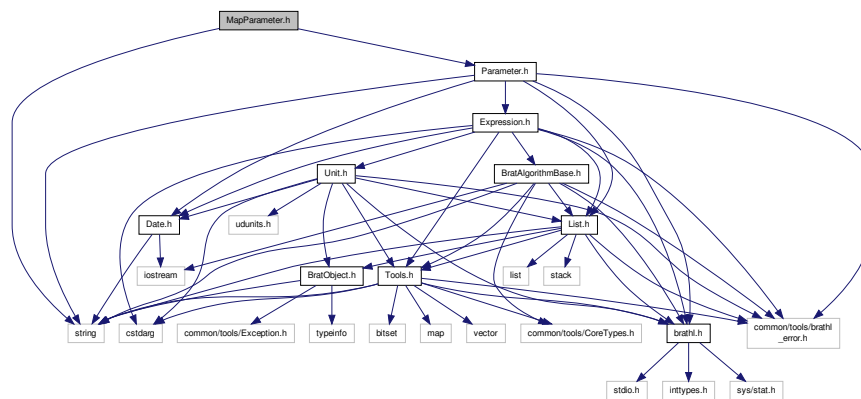 MapParameter.h
Parameter.h
Expression.h
Unit.h
BratAlgorithmBase.h
Date.h
udunits.h
List.h
iostream
BratObject.h
Tools.h
list
stack
string
cstdarg
common/tools/Exception.h
typeinfo
bitset
map
vector
common/tools/CoreTypes.h
brathl.h
common/tools/brathl
_error.h
stdio.h
inttypes.h
sys/stat.h